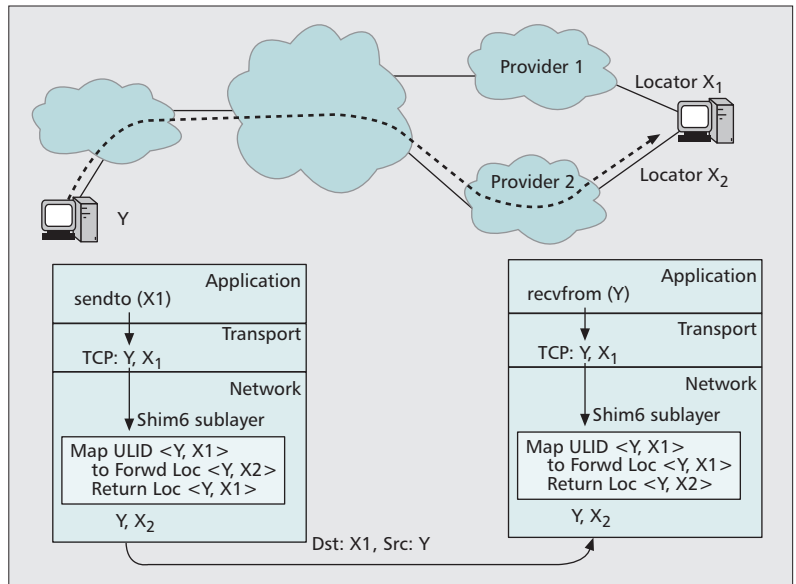 Provider 1
Locator X₁
Provider 2
Locator X₂
Y
Application
sendto (X1)
Transport
TCP: Y, X₁
Network
Shim6 sublayer
Map ULID <Y, X1>
to Forwd Loc <Y, X2>
Return Loc <Y, X1>
Y, X₂
Application
recvfrom (Y)
Transport
TCP: Y, X₁
Network
Shim6 sublayer
Map ULID <Y, X1>
to Forwd Loc <Y, X1>
Return Loc <Y, X2>
Y, X₂
Dst: X1, Src: Y